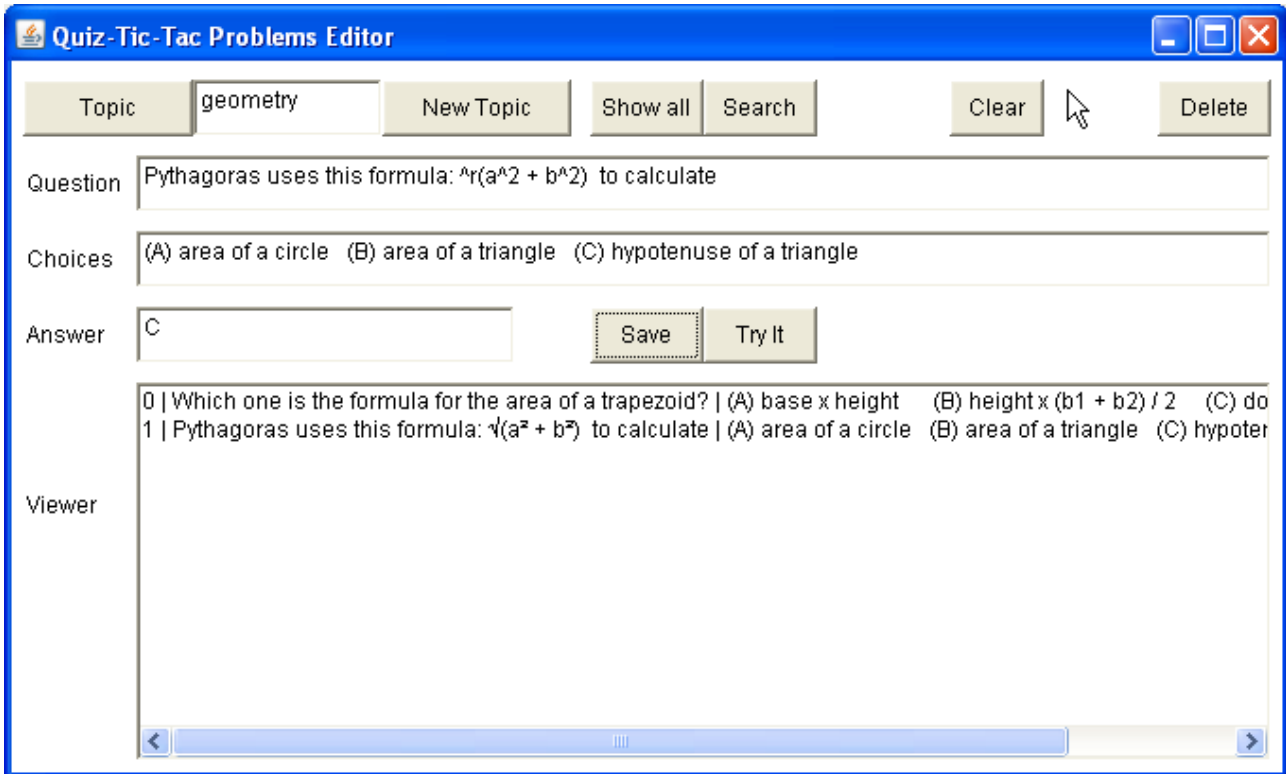 Quiz-Tic-Tac Problems Editor
Topic geometry New Topic Show all Search Clear Delete
Question Pythagoras uses this formula: ^r(a^2 + b^2)  to calculate
Choices (A) area of a circle   (B) area of a triangle   (C) hypotenuse of a triangle
Answer C Save Try It
0 | Which one is the formula for the area of a trapezoid? | (A) base x height      (B) height x (b1 + b2) / 2     (C) do
1 | Pythagoras uses this formula: √(a² + b²)  to calculate | (A) area of a circle   (B) area of a triangle   (C) hypoter
Viewer